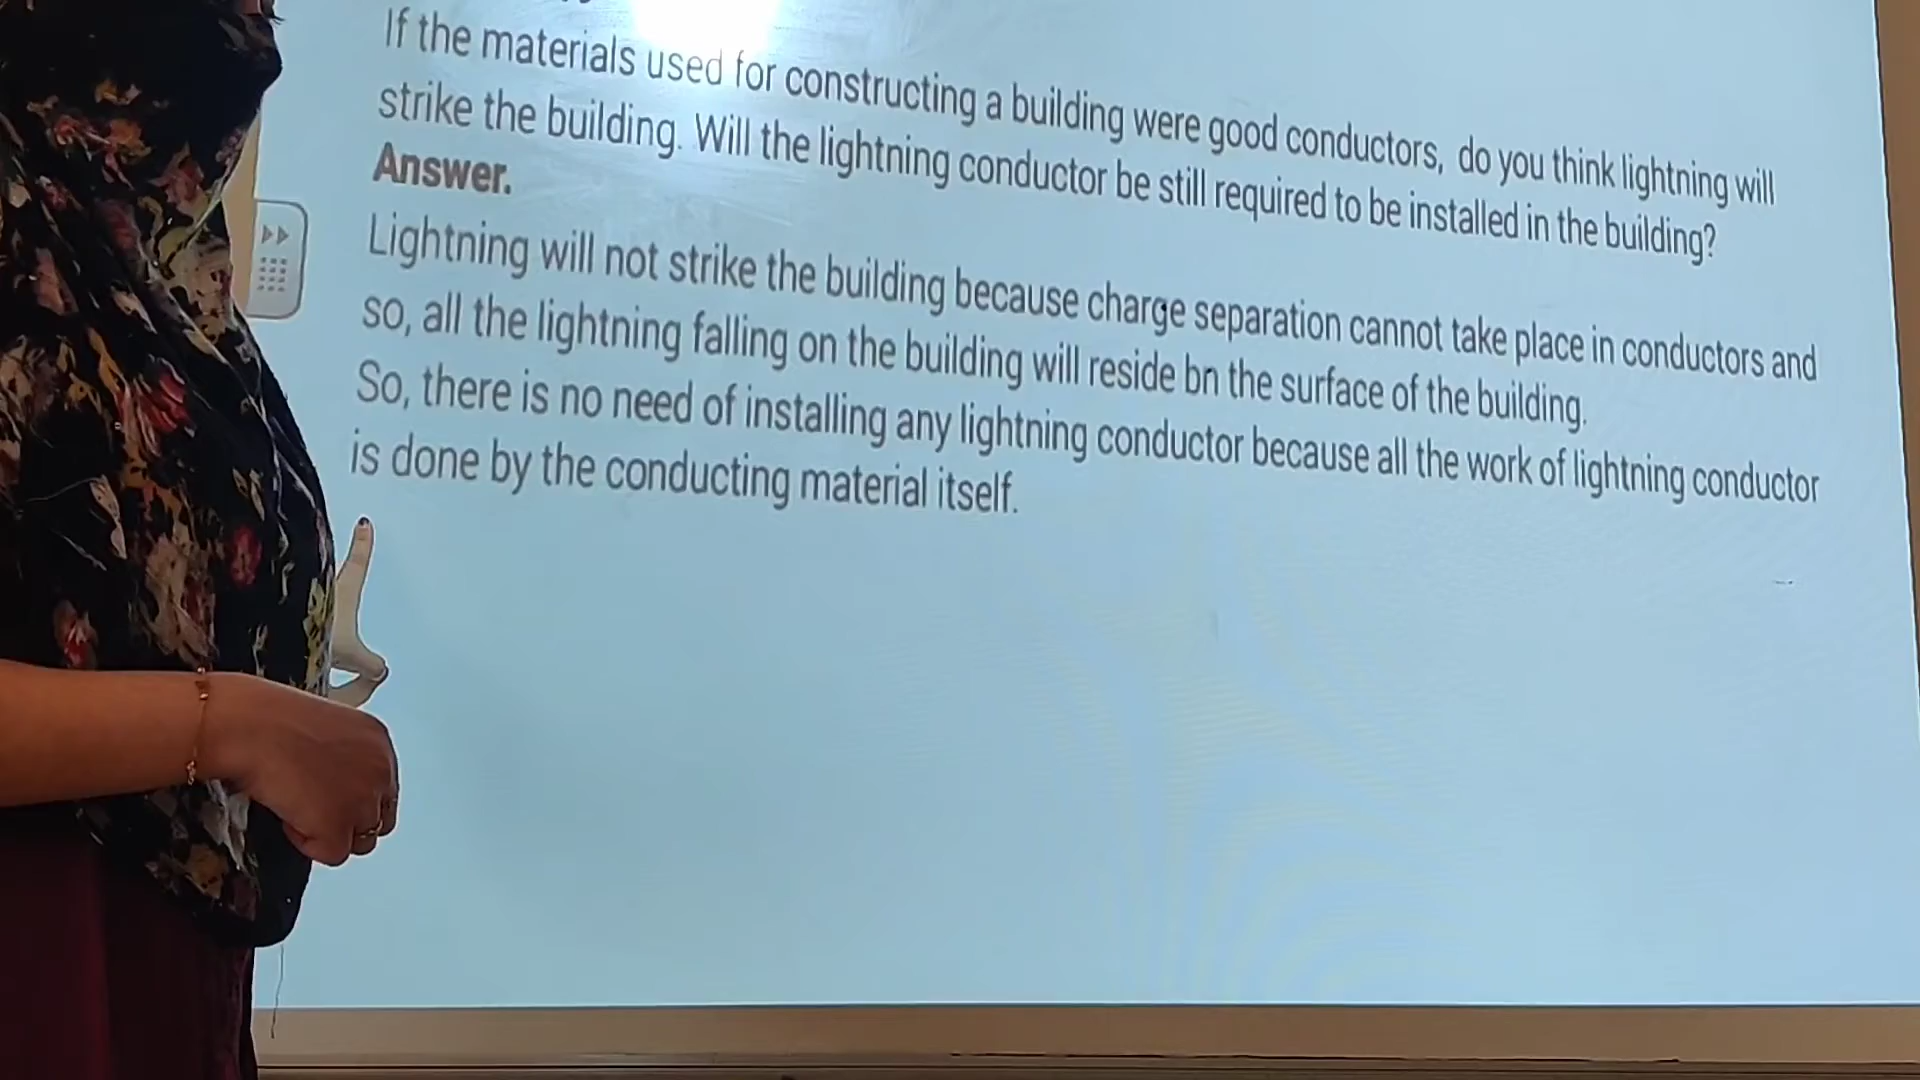 If the materials used for constructing a building were good conductors, do you think lightning will
strike the building. Will the lightning conductor be still required to be installed in the building?
Answer.
Lightning will not strike the building because charge separation cannot take place in conductors and
so, all the lightning falling on the building will reside bn the surface of the building.
So, there is no need of installing any lightning conductor because all the work of lightning conductor
is done by the conducting material itself.